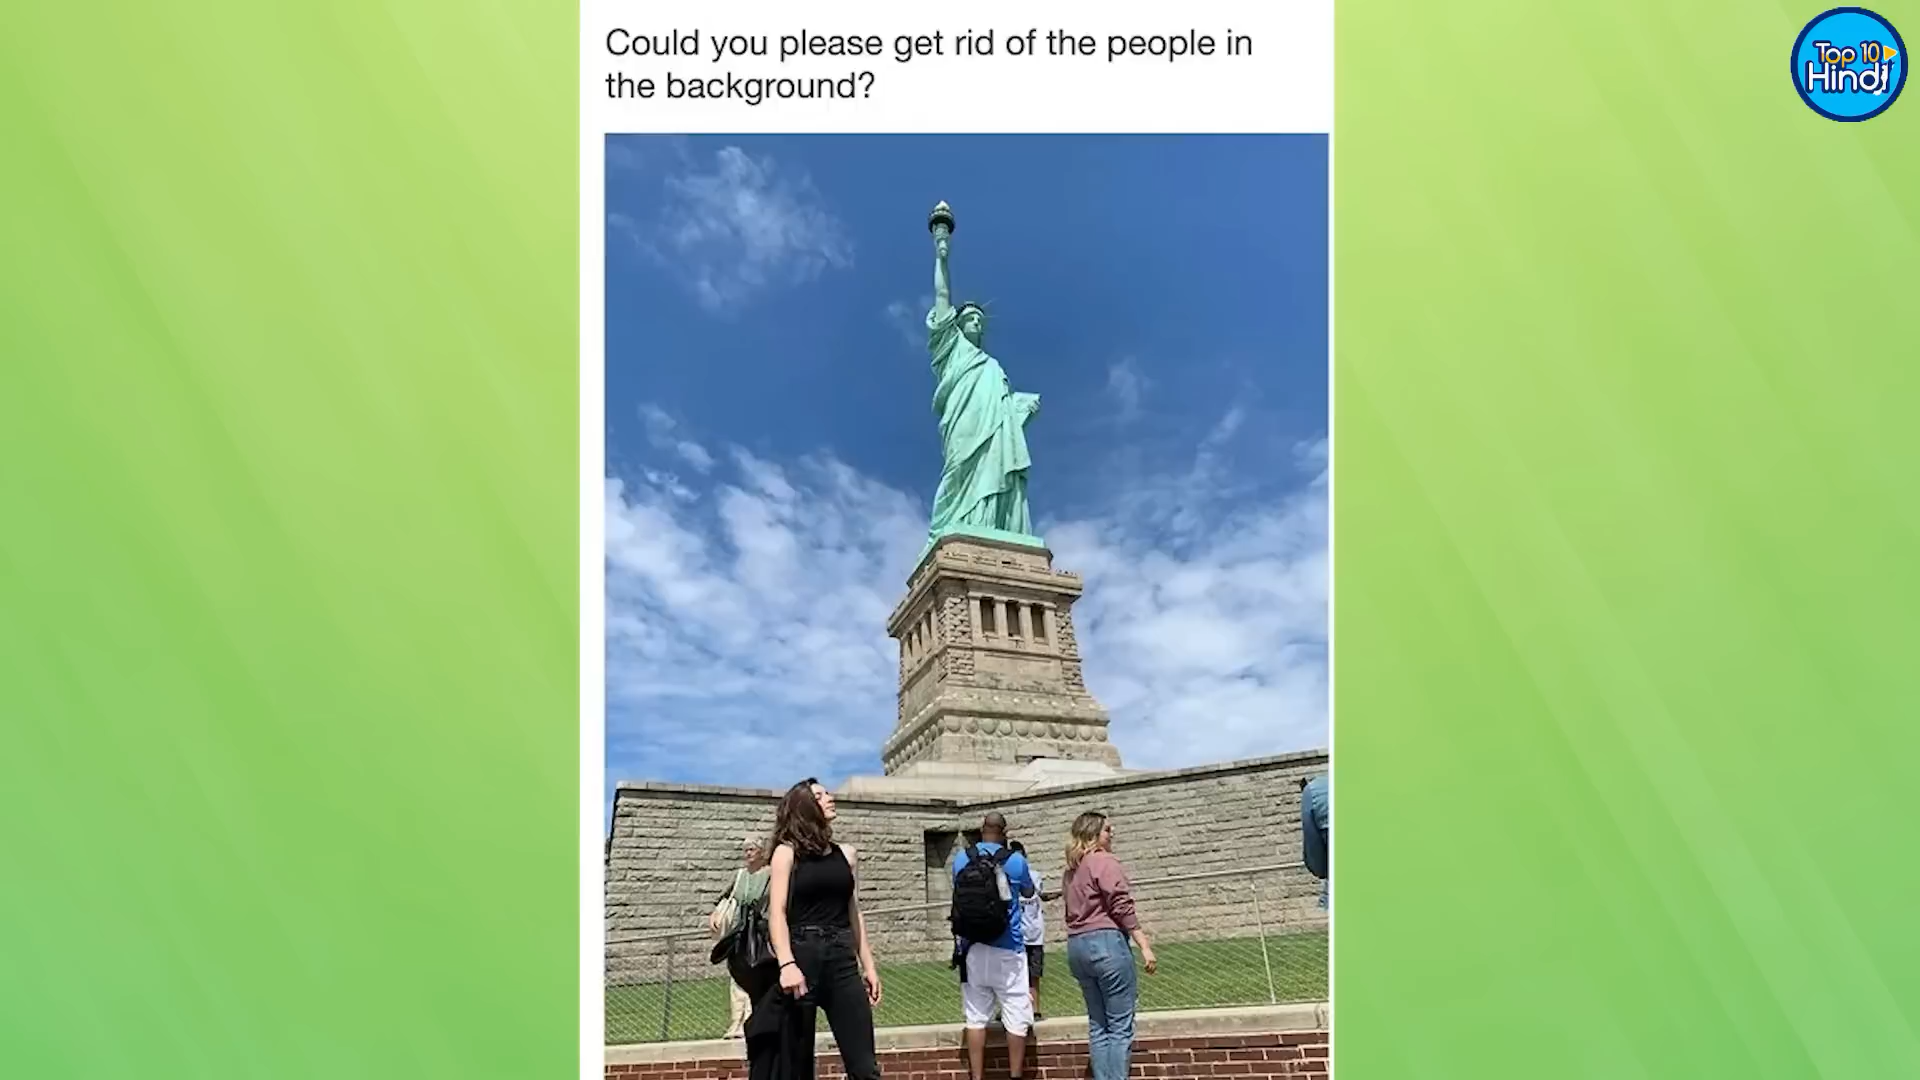 Could you please get rid of the people in
the background?
Top 10
Hindi